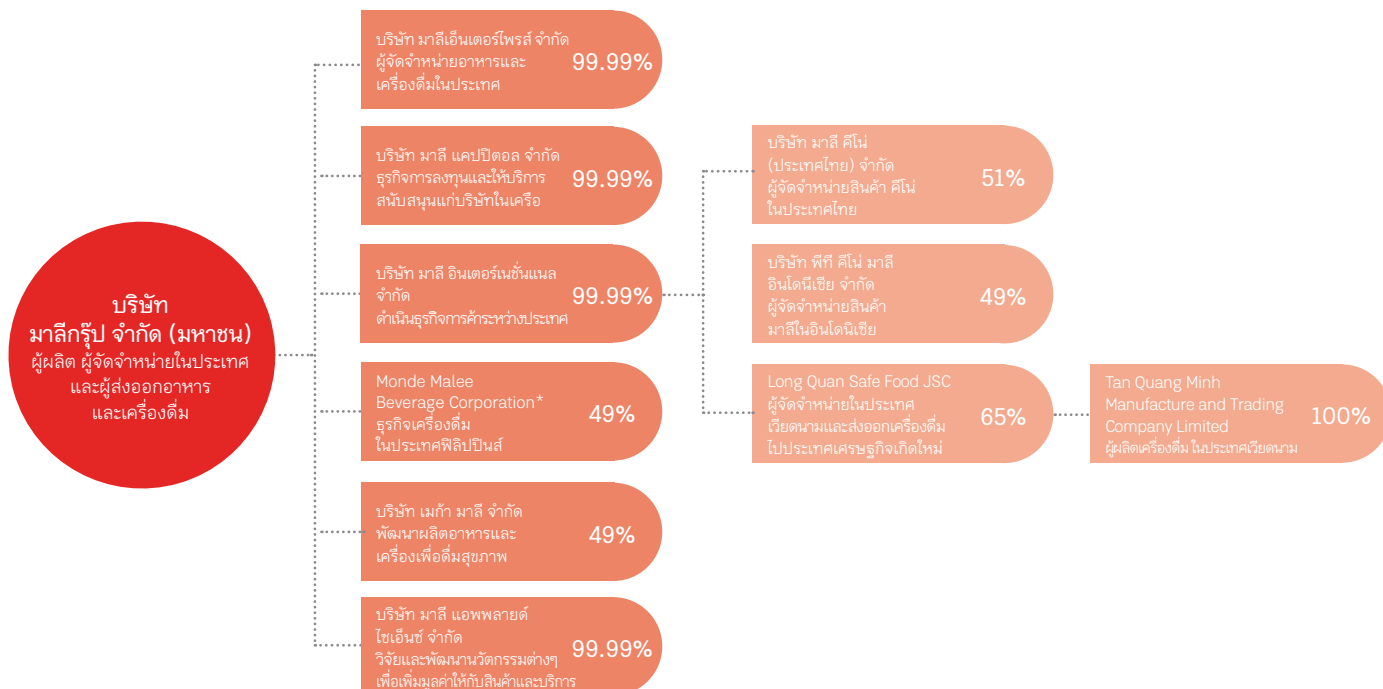 บริษัท
มาลีกรุ๊ป จำกัด (มหาชน)
ผู้ผลิต ผู้จัดจำหน่ายในประเทศ
และผู้ส่งออกอาหาร
และเครื่องดื่ม
บริษัท มาลีเอ็นเตอร์ไพรส์ จำกัด
ผู้จัดจำหน่ายอาหารและ
เครื่องดื่มในประเทศ
99.99%
บริษัท มาลี แคปปิตอล จำกัด
ธุรกิจการลงทุนและให้บริการ
สนับสนุนแก่บริษัทในเครือ
99.99%
บริษัท มาลี อินเตอร์เนชั่นแนล
จำกัด
ดำเนินธุรกิจการค้าระหว่างประเทศ
99.99%
Monde Malee
Beverage Corporation*
ธุรกิจเครื่องดื่ม
ในประเทศฟิลิปปินส์
49%
บริษัท เมก้า มาลี จำกัด
พัฒนาผลิตอาหารและ
เครื่องเพื่อดื่มสุขภาพ
49%
บริษัท มาลี แอพพลายด์
ไซเอ็นซ์ จำกัด
วิจัยและพัฒนานวัตกรรมต่างๆ
เพื่อเพิ่มมูลค่าให้กับสินค้าและบริการ
99.99%
บริษัท มาลี คีโน่
(ประเทศไทย) จำกัด
ผู้จัดจำหน่ายสินค้า คีโน่
ในประเทศไทย
51%
บริษัท พีที คีโน่ มาลี
อินโดนีเซีย จำกัด
ผู้จัดจำหน่ายสินค้า
มาลีในอินโดนิเซีย
49%
Long Quan Safe Food JSC
ผู้จัดจำหน่ายในประเทศ
เวียดนามและส่งออกเครื่องดื่ม
ไปประเทศเศรษฐกิจเกิดใหม่
65%
Tan Quang Minh
Manufacture and Trading
Company Limited
ผู้ผลิตเครื่องดื่ม ในประเทศเวียดนาม
100%